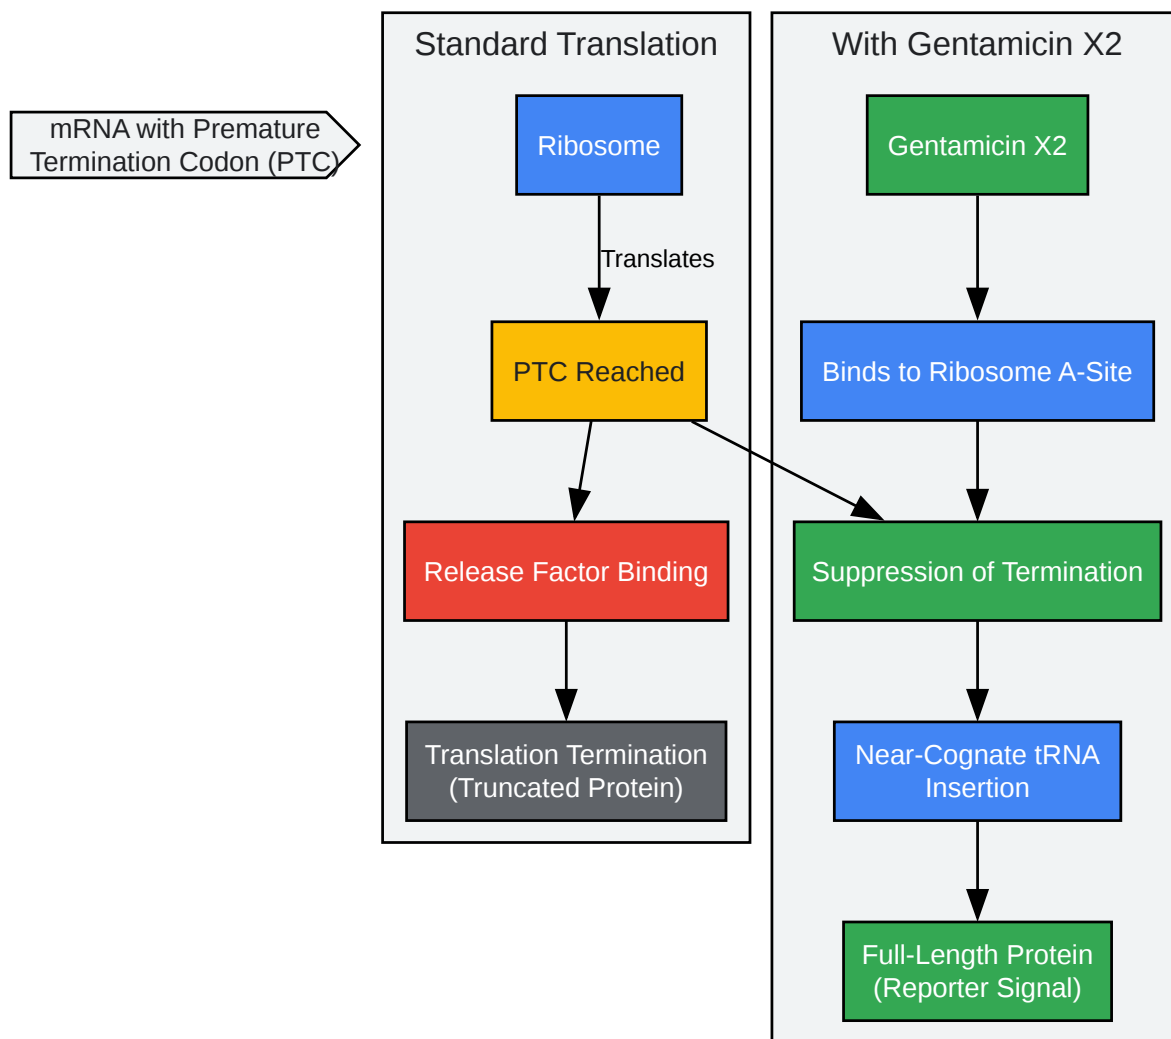 mRNA with Premature
Termination Codon (PTC)
Standard Translation
Ribosome
Translates
PTC Reached
Release Factor Binding
Translation Termination
(Truncated Protein)
With Gentamicin X2
Gentamicin X2
Binds to Ribosome A-Site
Suppression of Termination
Near-Cognate tRNA
Insertion
Full-Length Protein
(Reporter Signal)